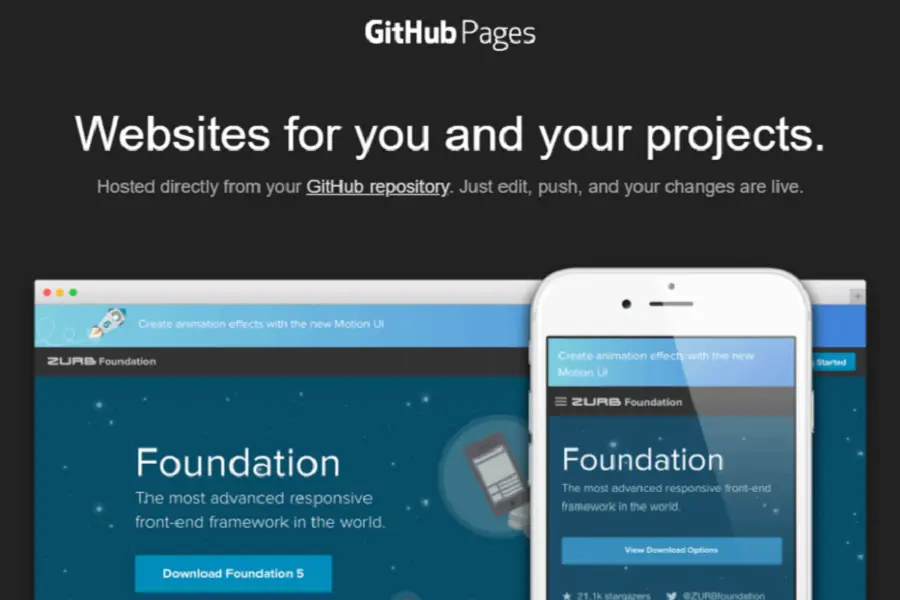 GitHub Pages
Websites for you and your projects.
Hosted directly from your GitHub repository. Just edit, push, and your changes are live.
Create animation effects with the new Motion UI
ZURB Foundation
Foundation
The most advanced responsive
front-end framework in the world.
Download Foundation 5
Started
Create animation effects with the new
Motion UI
ZURB Foundation
Foundation
The most advanced responsive front-end
framework in the world.
View Download Options
21.1k stargazers @ZURBfoundation